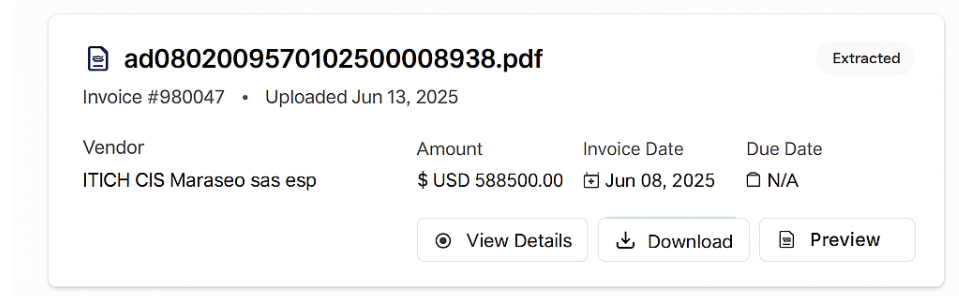 ad0802009570102500008938.pdf
Extracted
Invoice #980047 • Uploaded Jun 13, 2025
Vendor Amount Invoice Date Due Date
ITICH CIS Maraseo sas esp $ USD 588500.00 Jun 08, 2025 N/A
View Details Download Preview